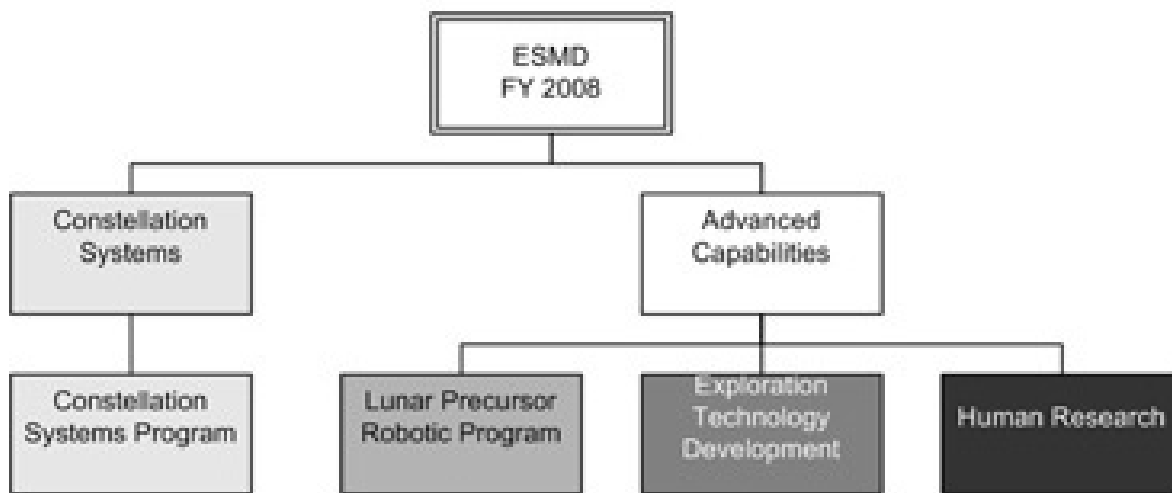 ESMD
FY 2008
Constellation
Systems
Advanced
Capabilities
Constellation
Systems Program
Lunar Precursor
Robotic Program
Exploration
Technology
Development
Human Research